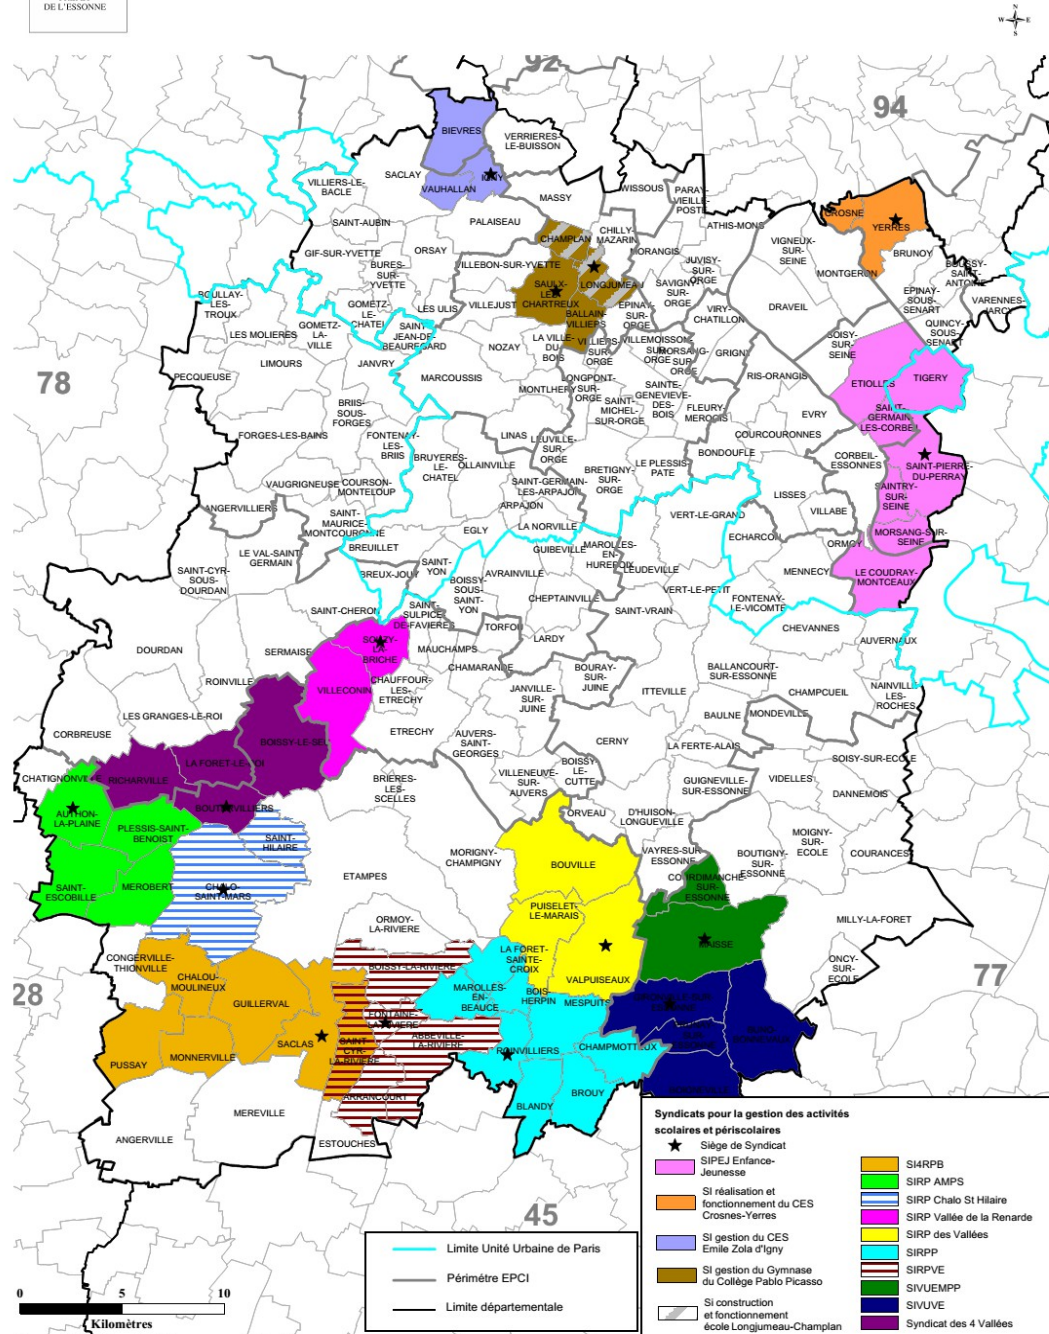 DE L'ESSONNE
N
W E
S
92
94
BIEVRES
VERRIERES-
LE-BUISSON
SACLAY
IGNY
VAUHALLAN
VILLIERS-LE-
BACLE
MASSY
WISSOUS
PARAY-
VIEILLE-
POSTE
SAINT-AUBIN
PALAISEAU
CROSNE
YERRES
ATHIS-MONS
CHAMPLAN
CHILLY-
MAZARIN
ORSAY
GIF-SUR-YVETTE
MORANGIS
VIGNEUX-
SUR-
SEINE
BRUNOY
BURES-
SUR-
YVETTE
VILLEBON-SUR-YVETTE
JUVISY-
SUR-
ORGE
MONTGERON
BOUSSY-
SAINT-
ANTOINE
SAULX-
LES-
CHARTREUX
LONGJUMEAU
SAVIGNY-
SUR-
ORGE
EPINAY-
SOUS-
SENART
VARENNES-
JARCY
BOULLAY-
LES-
TROUX
GOMETZ-
LE-
CHATEL
LES ULIS
VILLEJUST
EPINAY-
SUR-
ORGE
DRAVEIL
BALLAIN-
VILLIERS
VIRY-
CHATILLON
LES MOLIERES
GOMETZ-
LA-
VILLE
SAINT-
JEAN-DE-
BEAUREGARD
NOZAY
LA VILLE-
DU-
BOIS
VILLIERS-
SUR-
ORGE
VILLEMOISSON-
SUR-
ORGE
MORSANG-
SUR-
ORGE
GRIGNY
SOISY-
SUR-
SEINE
QUINCY-
SOUS-
SENART
LIMOURS
JANVRY
78
PECQUEUSE
MARCOUSSIS
MONTLHERY
LONGPONT-
SUR-
ORGE
SAINTE-
GENEVIEVE-
DES-
BOIS
RIS-ORANGIS
ETIOLLES
TIGERY
BRIIS-
SOUS-
FORGES
SAINT-
MICHEL-
SUR-ORGE
FLEURY-
MEROGIS
EVRY
SAINT-
GERMAIN-
LES-CORBEIL
FORGES-LES-BAINS
FONTENAY-
LES-
BRIIS
LINAS
LEUVILLE-
SUR-
ORGE
COURCOURONNES
BONDOUFLE
CORBEIL-
ESSONNES
BRUYERES-
LE-
CHATEL
OLLAINVILLE
BRETIGNY-
SUR-
ORGE
LE PLESSIS-
PATE
SAINT-PIERRE-
DU-PERRAY
VAUGRIGNEUSE
COURSON-
MONTELOUP
SAINT-GERMAIN-
LES-ARPAJON
LISSES
SAINTRY-
SUR-
SEINE
ANGERVILLIERS
SAINT-
MAURICE-
MONTCOURONNE
ARPAJON
VERT-LE-GRAND
VILLABE
EGLY
LA NORVILLE
ECHARCON
MORSANG-SUR-
SEINE
LE VAL-SAINT-
GERMAIN
BREUILLET
GUIBEVILLE
MAROLLES-
EN-
HUREPOIX
ORMOY
SAINT-CYR-
SOUS-
DOURDAN
BREUX-JOUY
SAINT-
YON
AVRAINVILLE
LEUDEVILLE
MENNECY
LE COUDRAY-
MONTCEAUX
BOISSY-
SOUS-
SAINT-
YON
VERT-LE-PETIT
SAINT-CHERON
SAINT-
SULPICE-
DE-FAVIERES
CHEPTAINVILLE
SAINT-VRAIN
FONTENAY-
LE-VICOMTE
TORFOU
CHEVANNES
LARDY
AUVERNAUX
DOURDAN
SERMAISE
SOUZY-
LA-
BRICHE
MAUCHAMPS
CHAMARANDE
BOURAY-
SUR-
JUINE
BALLANCOURT-
SUR-ESSONNE
ROINVILLE
VILLECONIN
CHAUFFOUR-
LES-
ETRECHY
JANVILLE-
SUR-
JUINE
ITTEVILLE
CHAMPCUEIL
NAINVILLE-
LES-
ROCHES
LES GRANGES-LE-ROI
BAULNE
MONDEVILLE
CORBREUSE
BOISSY-LE-SEC
ETRECHY
AUVERS-
SAINT-
GEORGES
CERNY
LA FERTE-ALAIS
SOISY-SUR-ECOLE
CHATIGNONVILLE
RICHARVILLE
LA FORET-LE-ROI
BRIERES-
LES-
SCELLES
VILLENEUVE-
SUR-
AUVERS
BOISSY-
LE-
CUTTE
GUIGNEVILLE-
SUR-ESSONNE
VIDELLES
DANNEMOIS
AUTHON-
LA-PLAINE
BOUTERVILLIERS
ORVEAU
D'HUISON-
LONGUEVILLE
PLESSIS-SAINT-
BENOIST
SAINT-
HILAIRE
MORIGNY-
CHAMPIGNY
BOUVILLE
VAYRES-SUR-
ESSONNE
BOUTIGNY-
SUR-
ESSONNE
MOIGNY-
SUR-
ECOLE
COURANCES
SAINT-
ESCOBILLE
MEROBERT
CHALO-
SAINT-MARS
ETAMPES
COURDIMANCHE-
SUR-
ESSONNE
PUISELET-
LE-MARAIS
ORMOY-
LA-RIVIERE
MAISSE
MILLY-LA-FORET
CONGERVILLE-
THIONVILLE
BOISSY-LA-RIVIERE
LA FORET-
SAINTE-
CROIX
VALPUISEAUX
ONCY-
SUR-
ECOLE
77
28
CHALOU-
MOULINEUX
MAROLLES-
EN-
BEAUCE
BOIS-
HERPIN
MESPUITS
GIRONVILLE-SUR-
ESSONNE
GUILLERVAL
FONTAINE-
LA-RIVIERE
PRUNAY-
SUR-
ESSONNE
BUNO-
BONNEVAUX
SACLAS
SAINT-
CYR-
LA-RIVIERE
ABBEVILLE-
LA-RIVIERE
ROINVILLIERS
CHAMPMOTTEUX
PUSSAY
MONNERVILLE
BROUY
BOIGNEVILLE
ARRANCOURT
BLANDY
MEREVILLE
ANGERVILLE
ESTOUCHES
45
Syndicats pour la gestion des activités
scolaires et périscolaires
Siège de Syndicat
SIPEJ Enfance-
Jeunesse
SI réalisation et
fonctionnement du CES
Crosnes-Yerres
SI gestion du CES
Emile Zola d'Igny
SI gestion du Gymnase
du Collège Pablo Picasso
Si construction
et fonctionnement
école Longjumeau-Champlan
SI4RPB
SIRP AMPS
SIRP Chalo St Hilaire
SIRP Vallée de la Renarde
SIRP des Vallées
SIRPP
SIRPVE
SIVUEMPP
SIVUVE
Syndicat des 4 Vallées
Limite Unité Urbaine de Paris
Périmètre EPCI
Limite départementale
0 5 10
Kilomètres